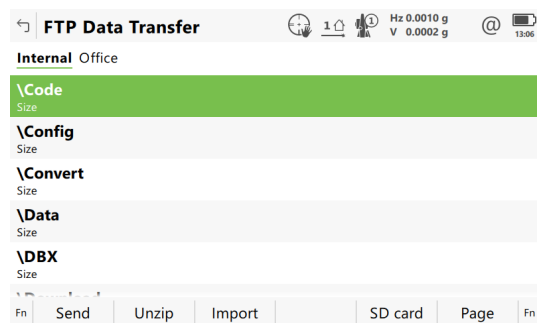 FTP Data Transfer
1
1
Hz 0.0010 g
V 0.0002 g
@
13:06
Internal Office
\Code
Size
\Config
Size
\Convert
Size
\Data
Size
\DBX
Size
\Download
Fn Send Unzip Import SD card Page Fn